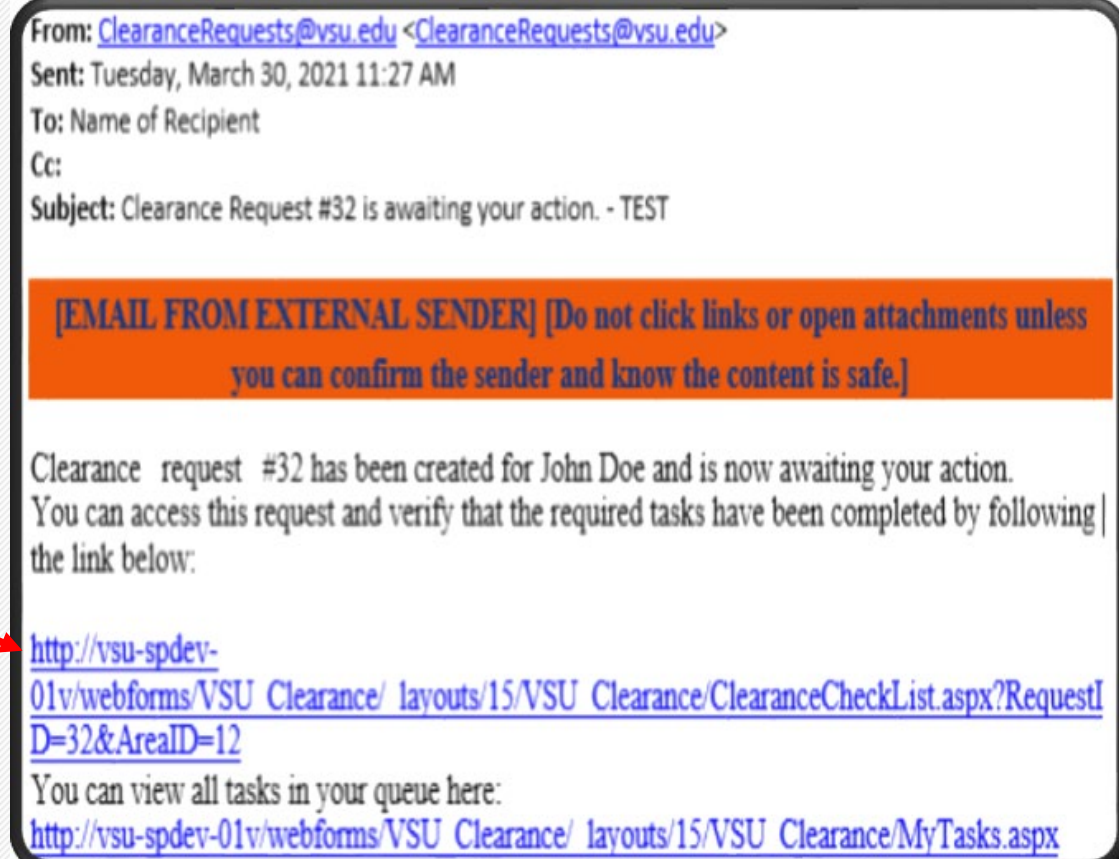 From: ClearanceRequests@vsu.edu <ClearanceRequests@vsu.edu>
Sent: Tuesday, March 30, 2021 11:27 AM
To: Name of Recipient
Cc:
Subject: Clearance Request #32 is awaiting your action. - TEST
[EMAIL FROM EXTERNAL SENDER] [Do not click links or open attachments unless
you can confirm the sender and know the content is safe.]
Clearance request #32 has been created for John Doe and is now awaiting your action.
You can access this request and verify that the required tasks have been completed by following
the link below:
http://vsu-spdev-
01v/webforms/VSU_Clearance/_layouts/15/VSU_Clearance/ClearanceCheckList.aspx?RequestI
D=32&AreaID=12
You can view all tasks in your queue here:
http://vsu-spdev-01v/webforms/VSU_Clearance/_layouts/15/VSU_Clearance/MyTasks.aspx